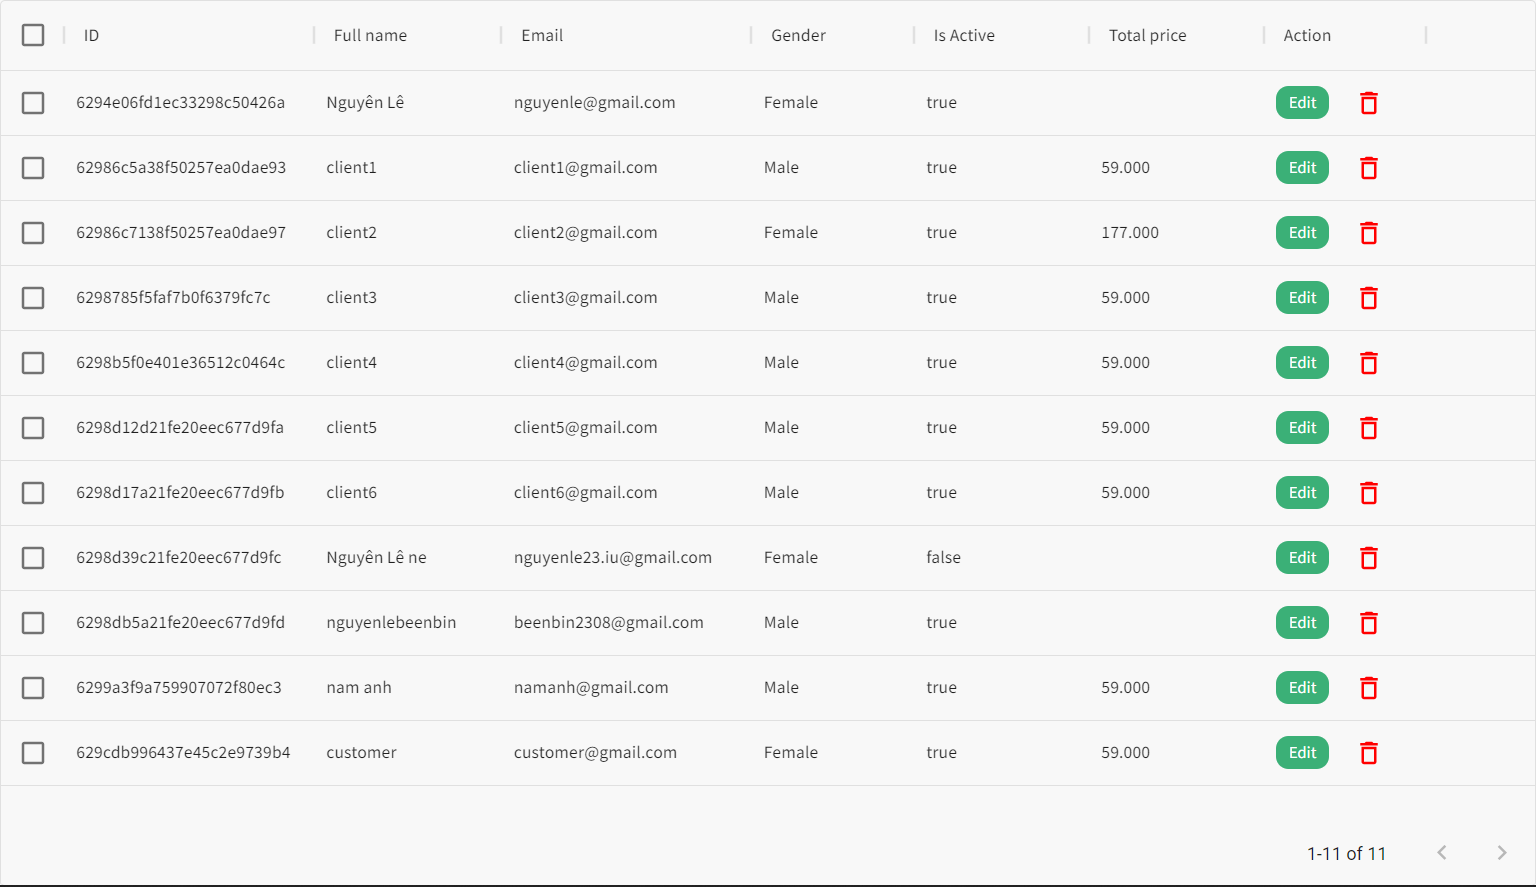 ID Full name Email Gender Is Active Total price Action
6294e06fd1ec33298c50426a Nguyên Lê nguyenle@gmail.com Female true Edit
62986c5a38f50257ea0dae93 client1 client1@gmail.com Male true 59.000 Edit
62986c7138f50257ea0dae97 client2 client2@gmail.com Female true 177.000 Edit
6298785f5faf7b0f6379fc7c client3 client3@gmail.com Male true 59.000 Edit
6298b5f0e401e36512c0464c client4 client4@gmail.com Male true 59.000 Edit
6298d12d21fe20eec677d9fa client5 client5@gmail.com Male true 59.000 Edit
6298d17a21fe20eec677d9fb client6 client6@gmail.com Male true 59.000 Edit
6298d39c21fe20eec677d9fc Nguyên Lê ne nguyenle23.iu@gmail.com Female false Edit
6298db5a21fe20eec677d9fd nguyenlebeenbin beenbin2308@gmail.com Male true Edit
6299a3f9a759907072f80ec3 nam anh namanh@gmail.com Male true 59.000 Edit
629cdb996437e45c2e9739b4 customer customer@gmail.com Female true 59.000 Edit
1-11 of 11